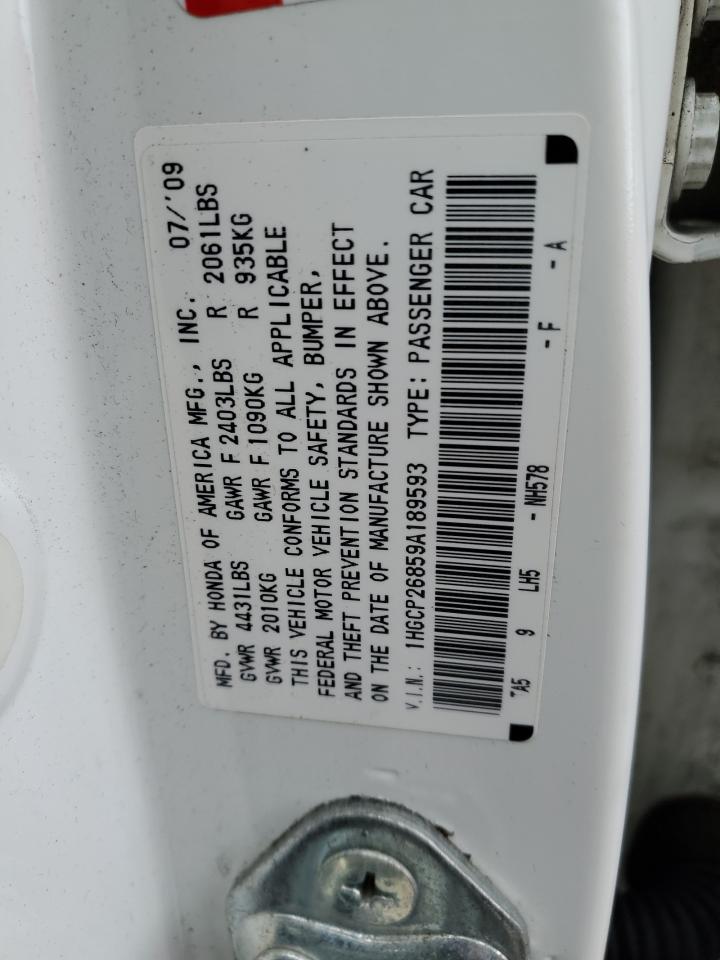 MFD. BY HONDA OF AMERICA MFG., INC. 07/'09
GVWR 4431LBS GAWR F 2403LBS R 2061LBS
GVWR 2010KG GAWR F 1090KG R 935KG
THIS VEHICLE CONFORMS TO ALL APPLICABLE
FEDERAL MOTOR VEHICLE SAFETY, BUMPER,
AND THEFT PREVENTION STANDARDS IN EFFECT
ON THE DATE OF MANUFACTURE SHOWN ABOVE.
V.I.N.: 1HGCP26859A189593 TYPE: PASSENGER CAR
TA5 9 LH5 - NH578 - F - A